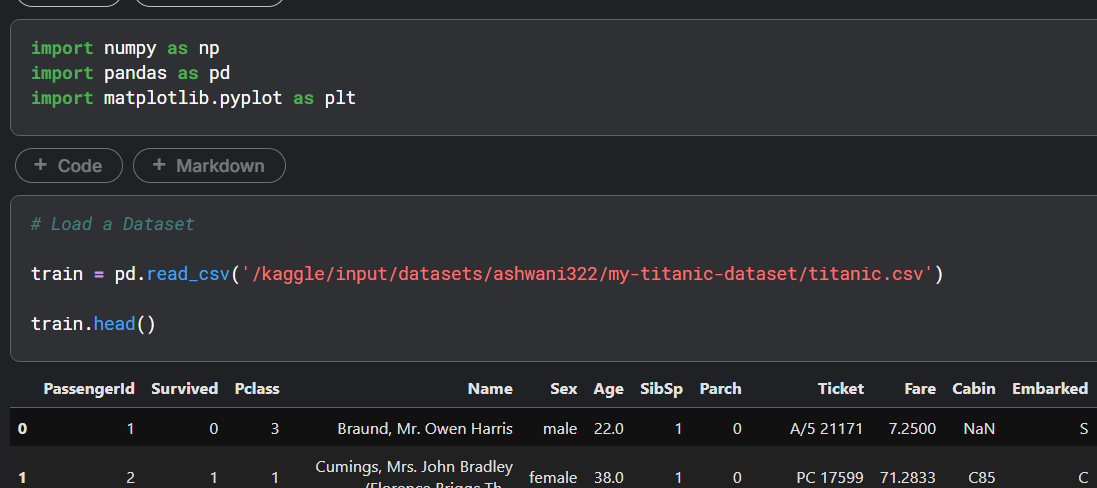 import numpy as np
import pandas as pd
import matplotlib.pyplot as plt
+ Code + Markdown
# Load a Dataset
train = pd.read_csv('/kaggle/input/datasets/ashwani322/my-titanic-dataset/titanic.csv')
train.head()
PassengerId Survived Pclass Name Sex Age SibSp Parch Ticket Fare Cabin Embarked
0 1 0 3 Braund, Mr. Owen Harris male 22.0 1 0 A/5 21171 7.2500 NaN S
1 2 1 1 Cumings, Mrs. John Bradley (Florence Briggs Th... female 38.0 1 0 PC 17599 71.2833 C85 C